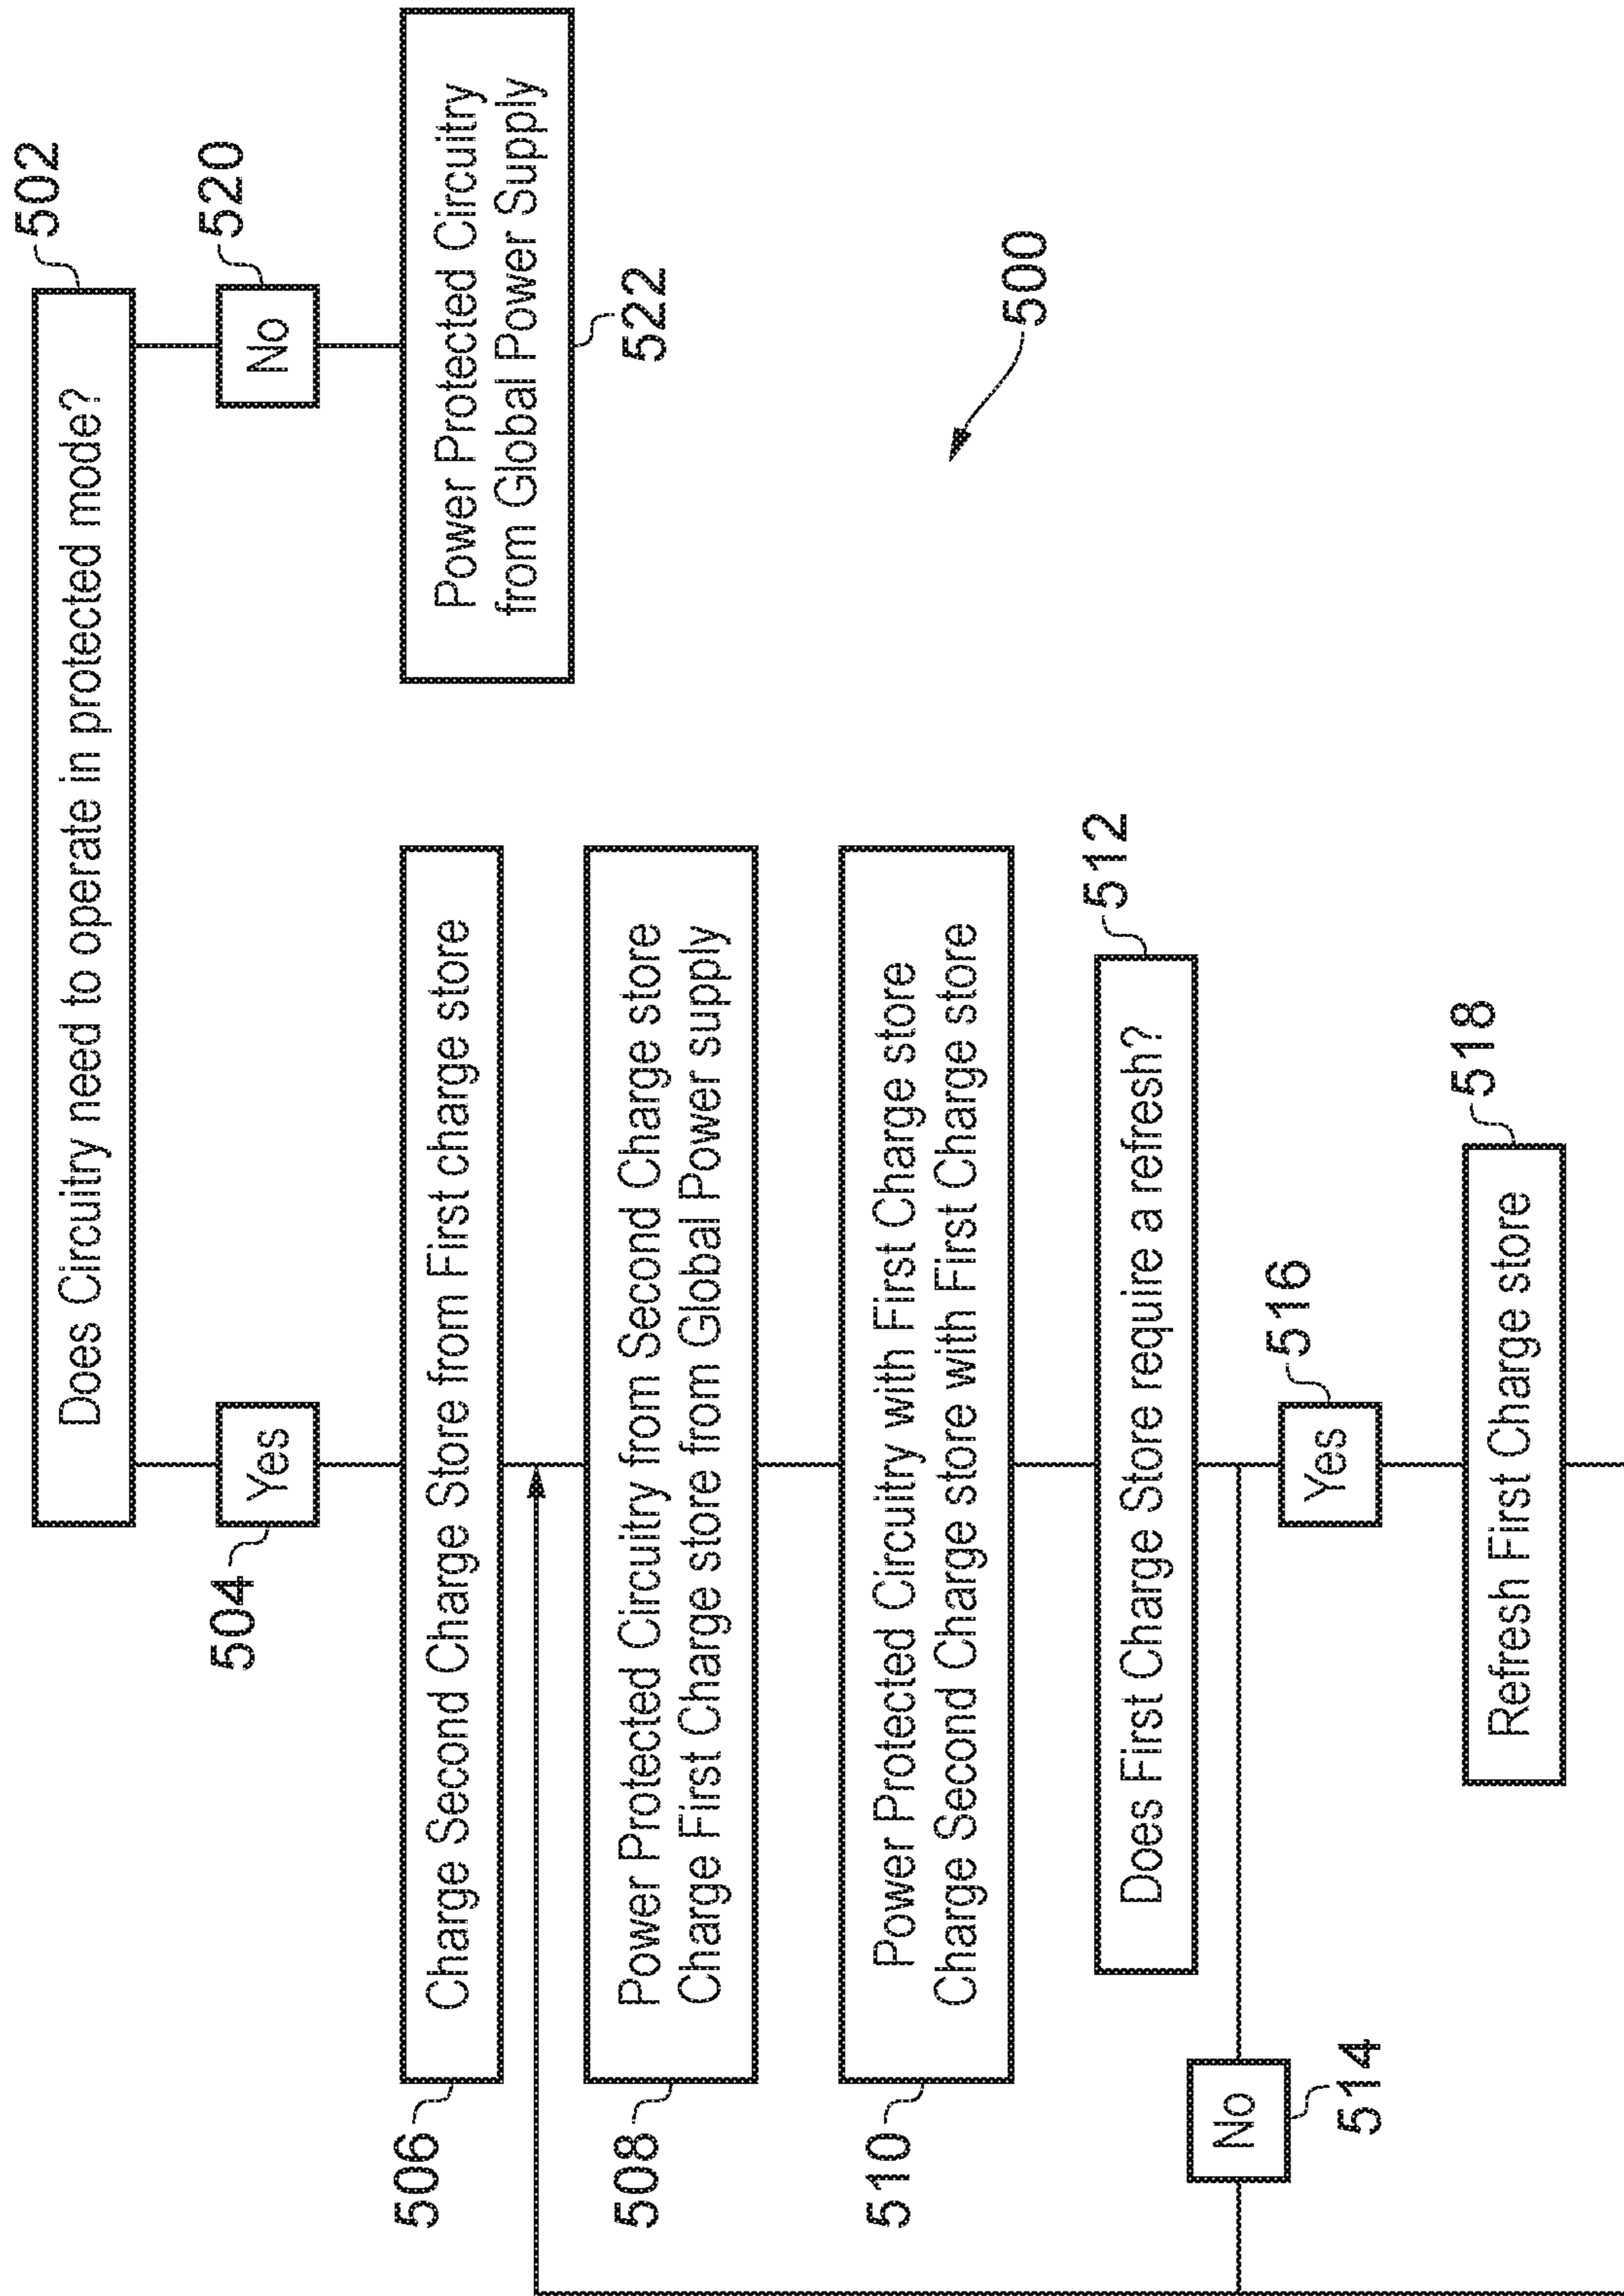 Does Circuitry need to operate in protected mode?
502
504
Yes
No
520
506
Charge Second Charge Store from First charge store
Power Protected Circuitry
from Global Power Supply
522
508
Power Protected Circuitry from Second Charge store
Charge First Charge store from Global Power supply
510
Power Protected Circuitry with First Charge store
Charge Second Charge store with First Charge store
500
Does First Charge Store require a refresh?
512
No
514
Yes
516
Refresh First Charge store
518